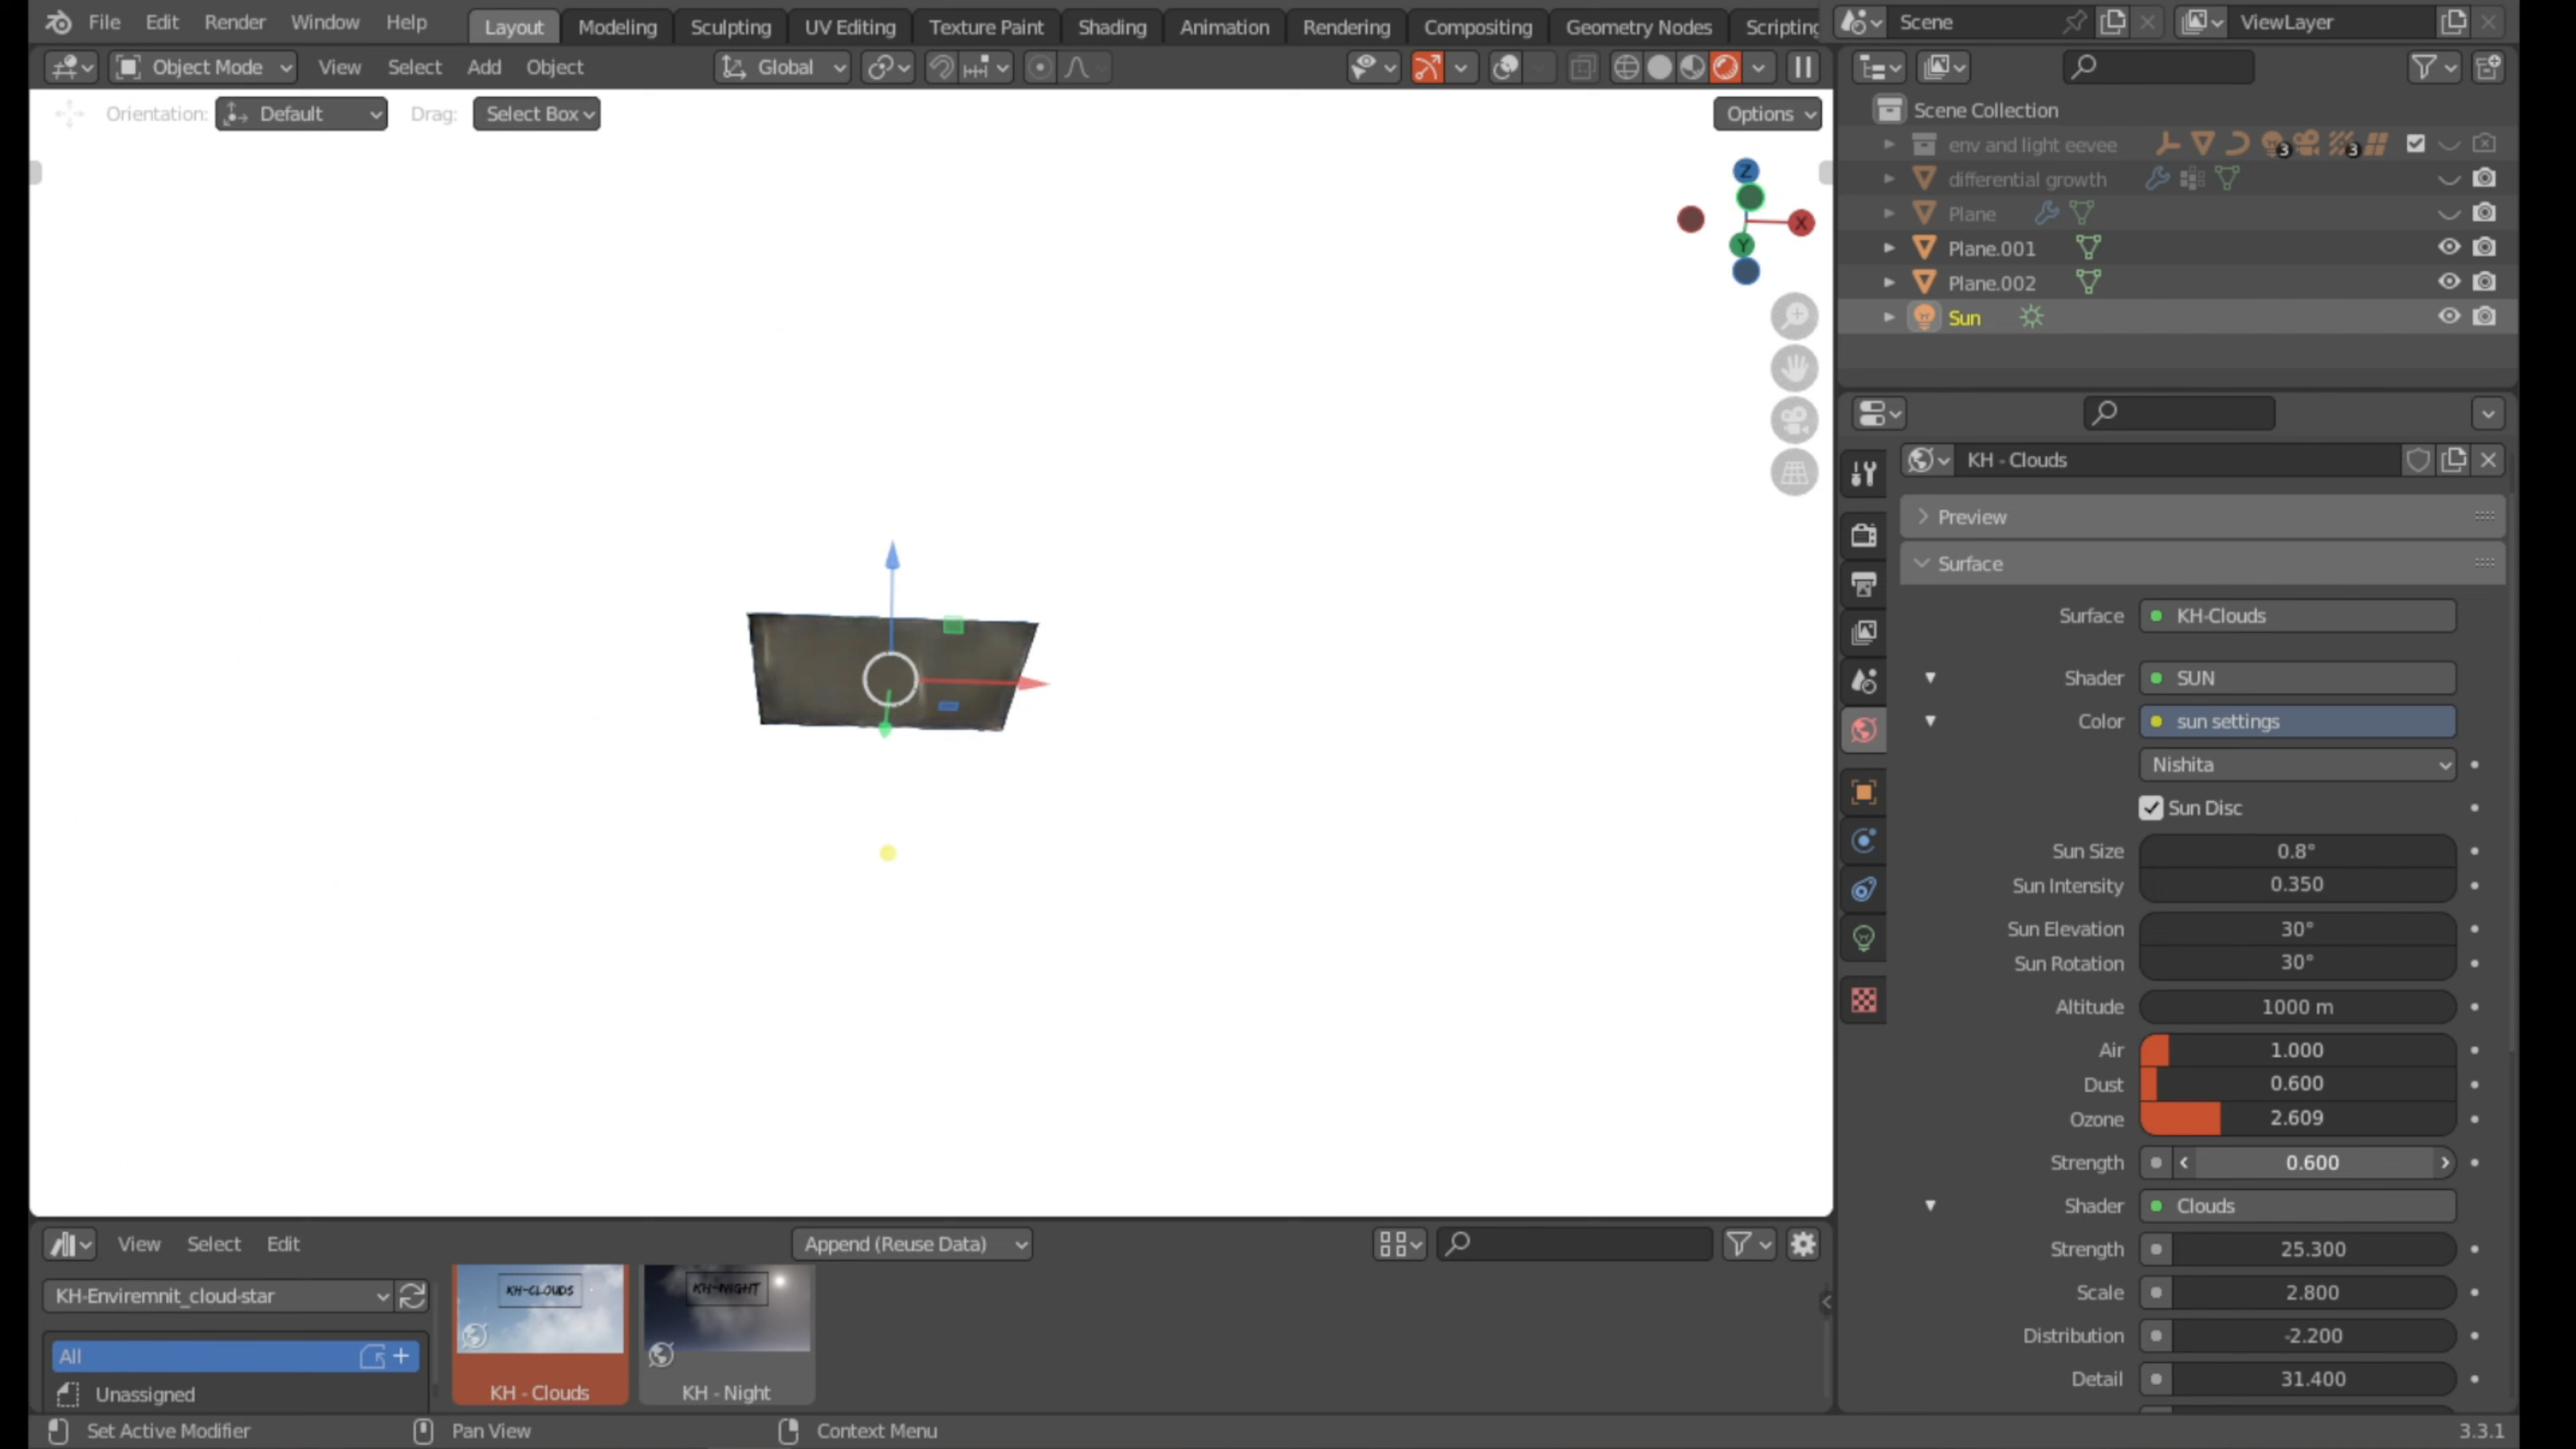 File Edit Render Window Help Layout Modeling Sculpting UV Editing Texture Paint Shading Animation Rendering Compositing Geometry Nodes Scripting Scene ViewLayer
Object Mode View Select Add Object Global
Orientation: Default Drag: Select Box Options
Z
X
Y
Scene Collection
env and light eevee 3 3
differential growth
Plane
Plane.001
Plane.002
Sun
KH - Clouds
Preview
Surface
Surface KH-Clouds
Shader SUN
Color sun settings
Nishita
Sun Disc
Sun Size 0.8°
Sun Intensity 0.350
Sun Elevation 30°
Sun Rotation 30°
Altitude 1000 m
Air 1.000
Dust 0.600
Ozone 2.609
Strength 0.600
Shader Clouds
Strength 25.300
Scale 2.800
Distribution -2.200
Detail 31.400
View Select Edit Append (Reuse Data)
KH-Enviremnit_cloud-star
All
Unassigned
KH-CLOUDS
KH-NIGHT
KH - Clouds
KH - Night
Set Active Modifier Pan View Context Menu 3.3.1